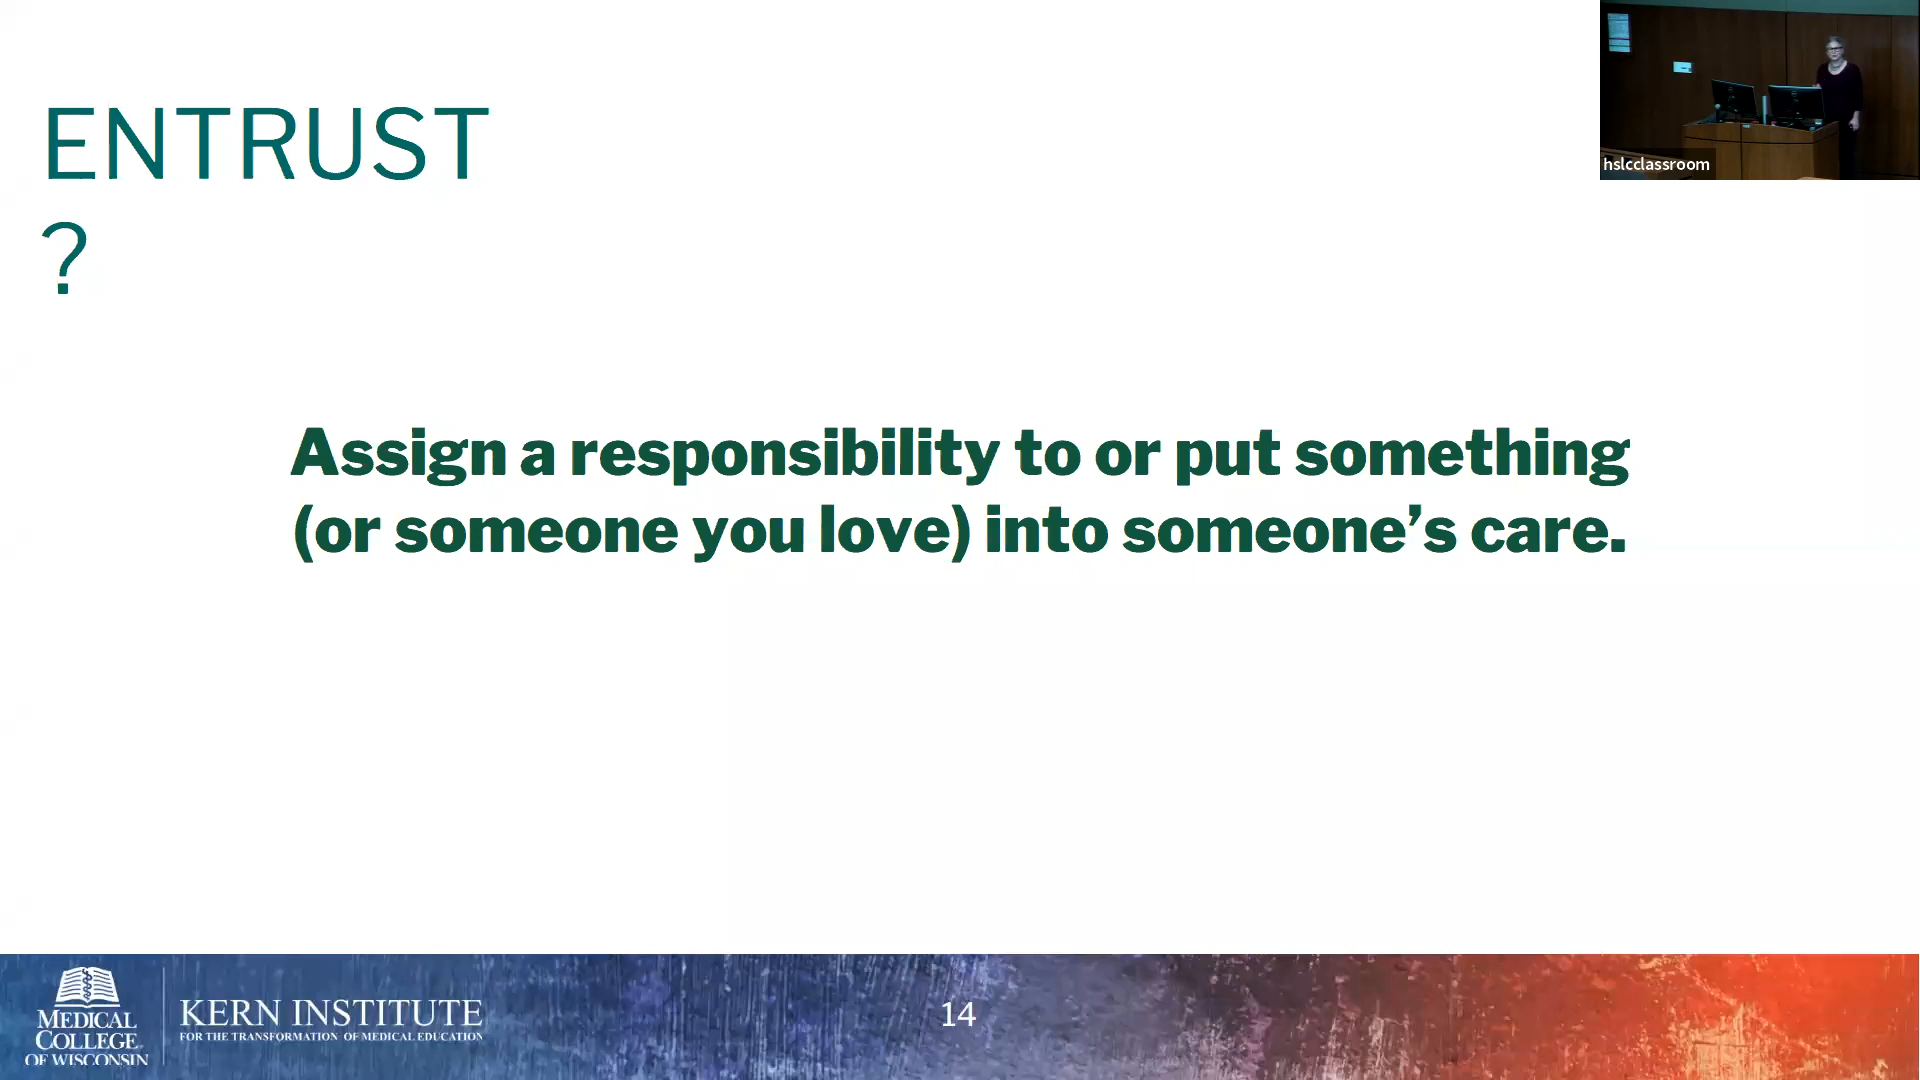 ENTRUST
?
hslcclassroom
Assign a responsibility to or put something
(or someone you love) into someone’s care.
MEDICAL
COLLEGE
OF WISCONSIN
KERN INSTITUTE
FOR THE TRANSFORMATION OF MEDICAL EDUCATION
14